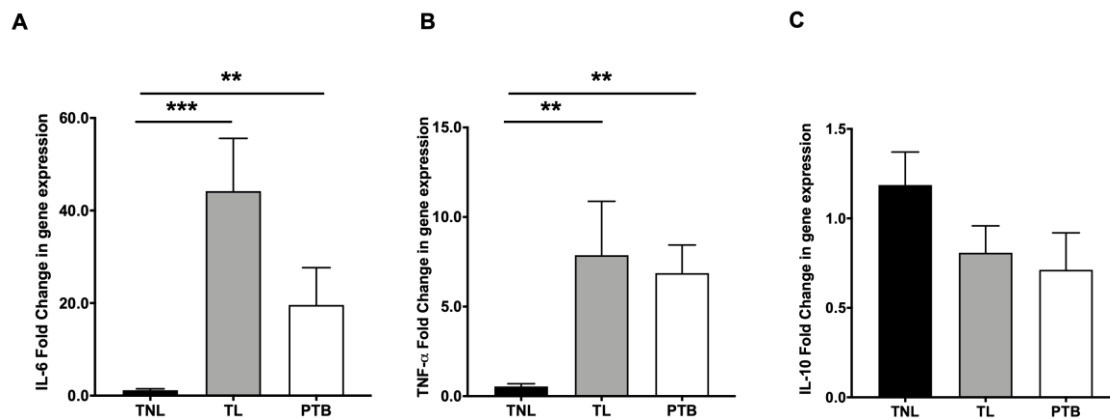 A
IL-6 Fold Change in gene expression
60.0
40.0
20.0
0.0
**
***
TNL TL PTB
B
TNF-α Fold Change in gene expression
15.0
10.0
5.0
0.0
**
**
TNL TL PTB
C
IL-10 Fold Change in gene expression
1.5
1.0
0.5
0.0
TNL TL PTB